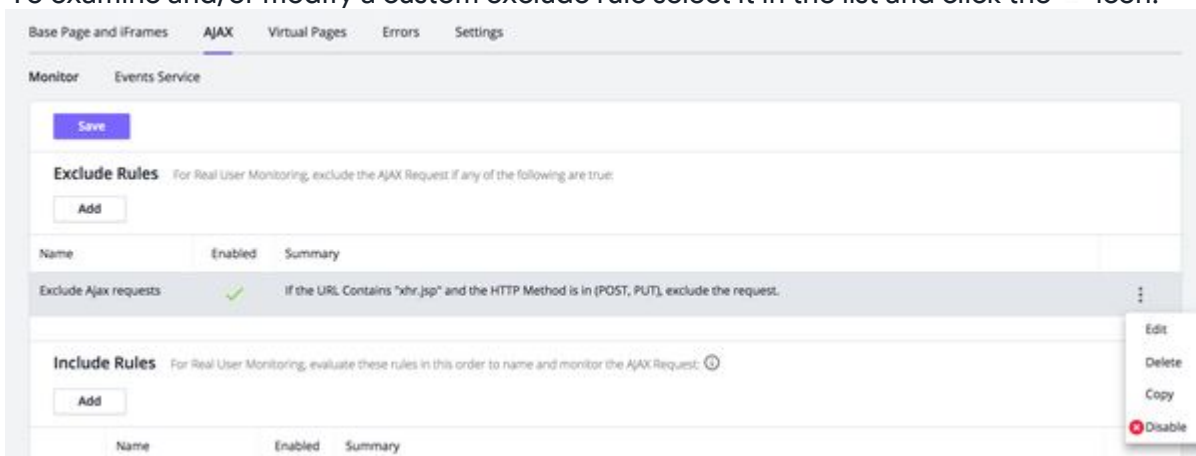 To examine and/or modify a custom exclude rule select it in the list and click the icon.
Base Page and iFrames AJAX Virtual Pages Errors Settings
Monitor Events Service
Save
Exclude Rules For Real User Monitoring, exclude the AJAX Request if any of the following are true:
Add
Name Enabled Summary
Exclude Ajax requests If the URL Contains "xhr.jsp" and the HTTP Method is in (POST, PUT), exclude the request.
Edit
Include Rules For Real User Monitoring, evaluate these rules in this order to name and monitor the AJAX Request:
Delete
Copy
Add
Disable
Name Enabled Summary